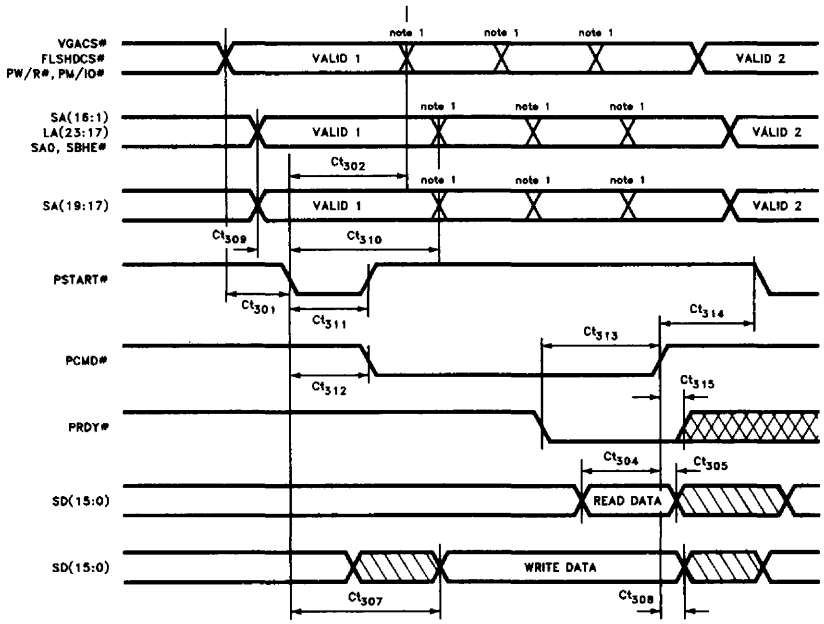 note 1 note 1 note 1
VGACS#
FLSHDCS#
PW/R#, PM/IO#
VALID 1
VALID 2
SA(16:1)
LA(23:17)
SA0, SBHE#
note 1 note 1 note 1
VALID 1
VALID 2
Ct302
note 1 note 1 note 1
SA(19:17)
VALID 1
VALID 2
Ct309
Ct310
PSTART#
Ct301
Ct311
Ct314
Ct313
PCMD#
Ct312
Ct315
PRDY#
Ct304
Ct305
SD(15:0)
READ DATA
SD(15:0)
WRITE DATA
Ct307
Ct308